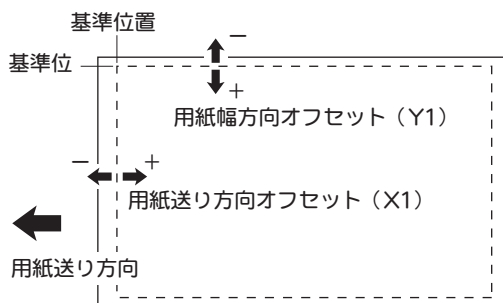 基準位置
基準位
−
+
用紙幅方向オフセット（Y1）
− +
用紙送り方向オフセット（X1）
用紙送り方向